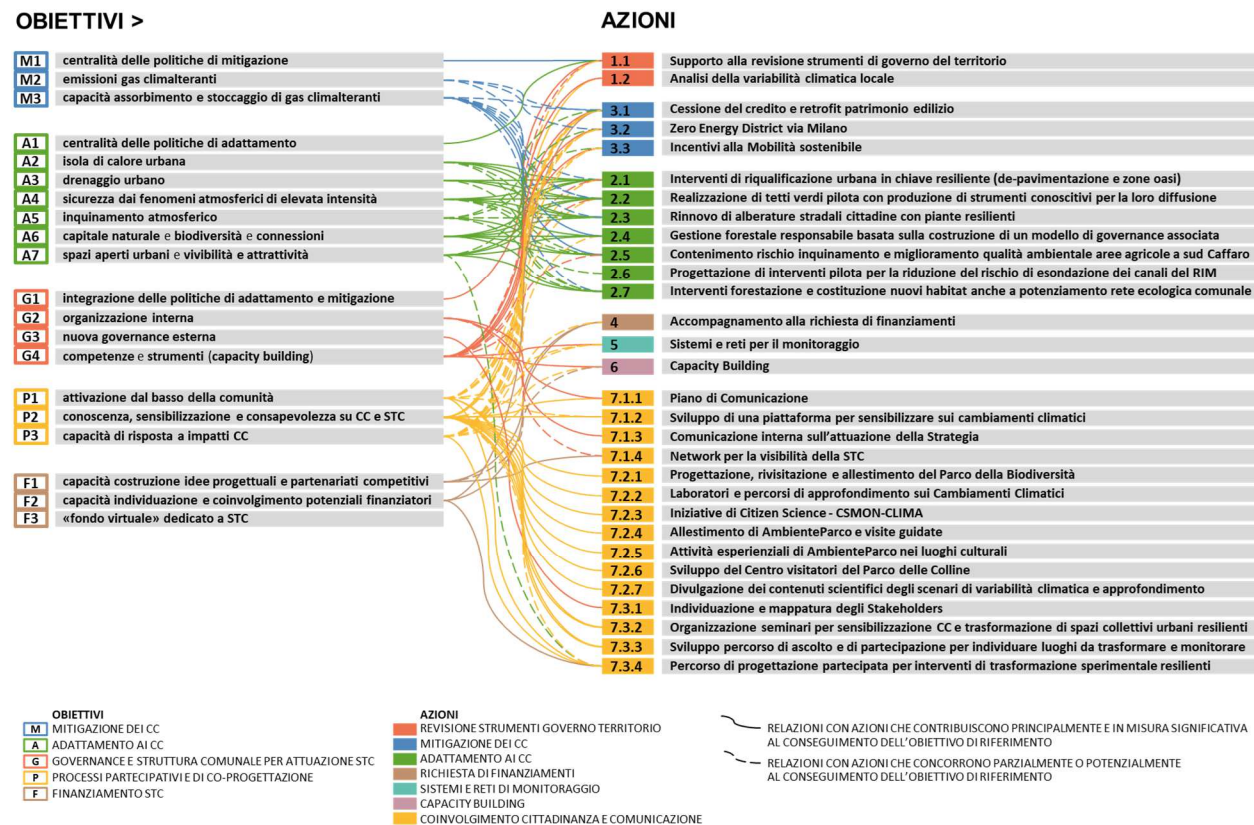 OBIETTIVI >
M1 centralità delle politiche di mitigazione
M2 emissioni gas climalteranti
M3 capacità assorbimento e stoccaggio di gas climalteranti
A1 centralità delle politiche di adattamento
A2 isola di calore urbana
A3 drenaggio urbano
A4 sicurezza dai fenomeni atmosferici di elevata intensità
A5 inquinamento atmosferico
A6 capitale naturale e biodiversità e connessioni
A7 spazi aperti urbani e vivibilità e attrattività
G1 integrazione delle politiche di adattamento e mitigazione
G2 organizzazione interna
G3 nuova governance esterna
G4 competenze e strumenti (capacity building)
P1 attivazione dal basso della comunità
P2 conoscenza, sensibilizzazione e consapevolezza su CC e STC
P3 capacità di risposta a impatti CC
F1 capacità costruzione idee progettuali e partenariati competitivi
F2 capacità individuazione e coinvolgimento potenziali finanziatori
F3 «fondo virtuale» dedicato a STC
AZIONI
1.1 Supporto alla revisione strumenti di governo del territorio
1.2 Analisi della variabilità climatica locale
3.1 Cessione del credito e retrofit patrimonio edilizio
3.2 Zero Energy District via Milano
3.3 Incentivi alla Mobilità sostenibile
2.1 Interventi di riqualificazione urbana in chiave resiliente (de-pavimentazione e zone oasi)
2.2 Realizzazione di tetti verdi pilota con produzione di strumenti conoscitivi per la loro diffusione
2.3 Rinnovo di alberature stradali cittadine con piante resilienti
2.4 Gestione forestale responsabile basata sulla costruzione di un modello di governance associata
2.5 Contenimento rischio inquinamento e miglioramento qualità ambientale aree agricole a sud Caffaro
2.6 Progettazione di interventi pilota per la riduzione del rischio di esondazione dei canali del RIM
2.7 Interventi forestazione e costituzione nuovi habitat anche a potenziamento rete ecologica comunale
4 Accompagnamento alla richiesta di finanziamenti
5 Sistemi e reti per il monitoraggio
6 Capacity Building
7.1.1 Piano di Comunicazione
7.1.2 Sviluppo di una piattaforma per sensibilizzare sui cambiamenti climatici
7.1.3 Comunicazione interna sull'attuazione della Strategia
7.1.4 Network per la visibilità della STC
7.2.1 Progettazione, rivisitazione e allestimento del Parco della Biodiversità
7.2.2 Laboratori e percorsi di approfondimento sui Cambiamenti Climatici
7.2.3 Iniziative di Citizen Science - CSMON-CLIMA
7.2.4 Allestimento di AmbienteParco e visite guidate
7.2.5 Attività esperienziali di AmbienteParco nei luoghi culturali
7.2.6 Sviluppo del Centro visitatori del Parco delle Colline
7.2.7 Divulgazione dei contenuti scientifici degli scenari di variabilità climatica e approfondimento
7.3.1 Individuazione e mappatura degli Stakeholders
7.3.2 Organizzazione seminari per sensibilizzazione CC e trasformazione di spazi collettivi urbani resilienti
7.3.3 Sviluppo percorso di ascolto e di partecipazione per individuare luoghi da trasformare e monitorare
7.3.4 Percorso di progettazione partecipata per interventi di trasformazione sperimentale resilienti
OBIETTIVI
M MITIGAZIONE DEI CC
A ADATTAMENTO AI CC
G GOVERNANCE E STRUTTURA COMUNALE PER ATTUAZIONE STC
P PROCESSI PARTECIPATIVI E DI CO-PROGETTAZIONE
F FINANZIAMENTO STC
AZIONI
REVISIONE STRUMENTI GOVERNO TERRITORIO
MITIGAZIONE DEI CC
ADATTAMENTO AI CC
RICHIESTA DI FINANZIAMENTI
SISTEMI E RETI DI MONITORAGGIO
CAPACITY BUILDING
COINVOLGIMENTO CITTADINANZA E COMUNICAZIONE
RELAZIONI CON AZIONI CHE CONTRIBUISCONO PRINCIPALMENTE E IN MISURA SIGNIFICATIVA
AL CONSEGUIMENTO DELL'OBIETTIVO DI RIFERIMENTO
RELAZIONI CON AZIONI CHE CONCORRONO PARZIALMENTE O POTENZIALMENTE
AL CONSEGUIMENTO DELL'OBIETTIVO DI RIFERIMENTO